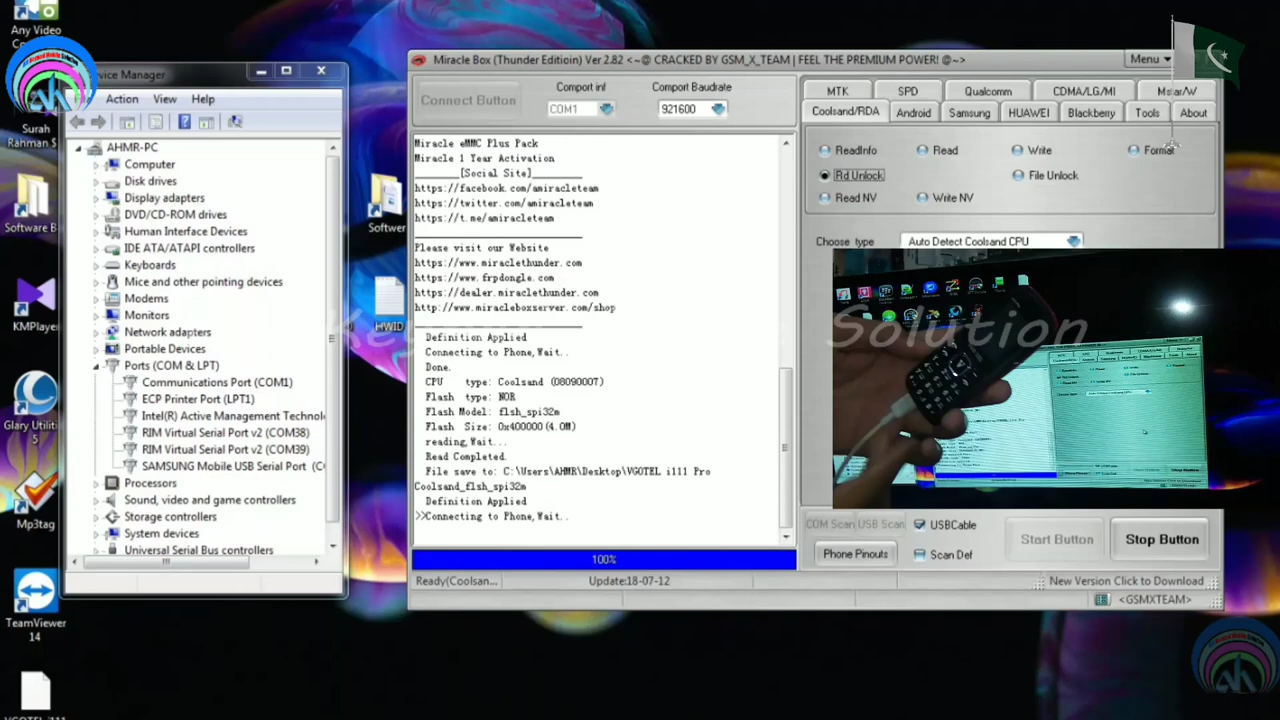 Any Video
Surah
Rahman S
Software B
KMPlayer
Glary Utiliti
5
Mp3tag
TeamViewer
14
VGOTEL i111
Softwer
HWID
vice Manager
Action View Help
AHMR-PC
Computer
Disk drives
Display adapters
DVD/CD-ROM drives
Human Interface Devices
IDE ATA/ATAPI controllers
Keyboards
Mice and other pointing devices
Modems
Monitors
Network adapters
Portable Devices
Ports (COM & LPT)
Communications Port (COM1)
ECP Printer Port (LPT1)
Intel(R) Active Management Technolo
RIM Virtual Serial Port v2 (COM38)
RIM Virtual Serial Port v2 (COM39)
SAMSUNG Mobile USB Serial Port (C
Processors
Sound, video and game controllers
Storage controllers
System devices
Universal Serial Bus controllers
Miracle Box (Thunder Editioin) Ver 2.82 <~@ CRACKED BY GSM_X_TEAM | FEEL THE PREMIUM POWER! @~>
Menu
Connect Button
Comport inf
COM1
Comport Baudrate
921600
Miracle eMMC Plus Pack
Miracle 1 Year Activation
______[Social Site]______
https://facebook.com/amiracleteam
https://twitter.com/amiracleteam
https://t.me/amiracleteam
Please visit our Website
https://www.miraclethunder.com
https://www.frpdongle.com
https://dealer.miraclethunder.com
http://www.miracleboxserver.com/shop
Definition Applied
Connecting to Phone,Wait..
Done.
CPU type: Coolsand (08090007)
Flash type: NOR
Flash Model: flsh_spi32m
Flash Size: 0x400000(4.0M)
reading,Wait...
Read Completed.
File save to: C:\Users\AHMR\Desktop\VGOTEL i111 Pro
Coolsand_flsh_spi32m
Definition Applied
>>Connecting to Phone,Wait..
100%
Ready(Coolsan...
Update:18-07-12
MTK SPD Qualcomm CDMA/LG/MI Mstar/W
Coolsand/RDA Android Samsung HUAWEI Blackberry Tools About
ReadInfo Read Write Format
Rd Unlock File Unlock
Read NV Write NV
Choose type Auto Detect Coolsand CPU
Solution
COM Scan USB Scan USBCable
Phone Pinouts Scan Def
Start Button
Stop Button
New Version Click to Download
<GSMXTEAM>